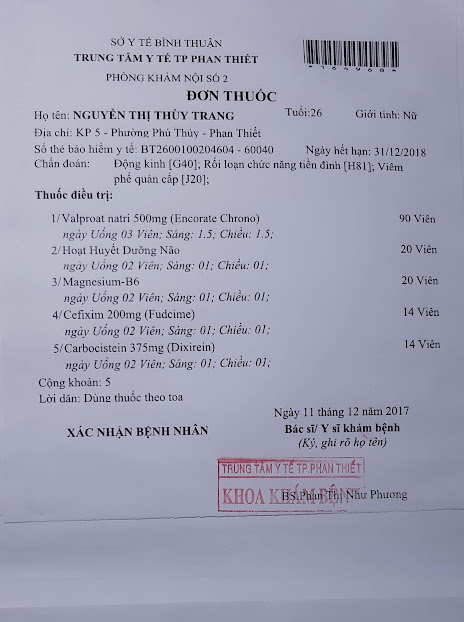 SỞ Y TẾ BÌNH THUẬN
TRUNG TÂM Y TẾ TP PHAN THIẾT
PHÒNG KHÁM NỘI SỐ 2
*164968*
ĐƠN THUỐC
Họ tên: NGUYỄN THỊ THÙY TRANG Tuổi:26 Giới tính: Nữ
Địa chỉ: KP 5 - Phường Phú Thủy - Phan Thiết
Số thẻ bảo hiểm y tế: BT2600100204604 - 60040 Ngày hết hạn: 31/12/2018
Chẩn đoán: Động kinh [G40]; Rối loạn chức năng tiền đình [H81]; Viêm
phế quản cấp [J20];
Thuốc điều trị:
1/Valproat natri 500mg (Encorate Chrono) 90 Viên
ngày Uống 03 Viên; Sáng: 1.5; Chiều: 1.5;
2/Hoạt Huyết Dưỡng Não 20 Viên
ngày Uống 02 Viên; Sáng: 01; Chiều: 01;
3/Magnesium-B6 20 Viên
ngày Uống 02 Viên; Sáng: 01; Chiều: 01;
4/Cefixim 200mg (Fudcime) 14 Viên
ngày Uống 02 Viên; Sáng: 01; Chiều: 01;
5/Carbocistein 375mg (Dixirein) 14 Viên
ngày Uống 02 Viên; Sáng: 01; Chiều: 01;
Cộng khoản: 5
Lời dặn: Dùng thuốc theo toa
Ngày 11 tháng 12 năm 2017
XÁC NHẬN BỆNH NHÂN Bác sĩ/ Y sĩ khám bệnh
(Ký, ghi rõ họ tên)
TRUNG TÂM Y TẾ TP.PHAN THIẾT
KHOA KHÁM BỆNH
BS.Phan Thị Như Phương